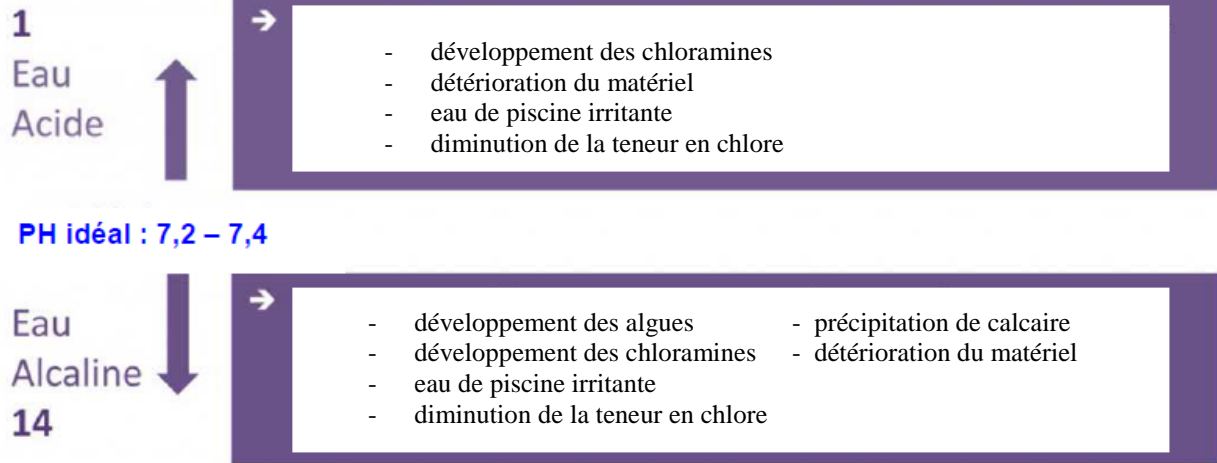 1
Eau
Acide
→
- développement des chloramines
- détérioration du matériel
- eau de piscine irritante
- diminution de la teneur en chlore
PH idéal : 7,2 – 7,4
Eau
Alcaline
14
→
- développement des algues - précipitation de calcaire
- développement des chloramines - détérioration du matériel
- eau de piscine irritante
- diminution de la teneur en chlore